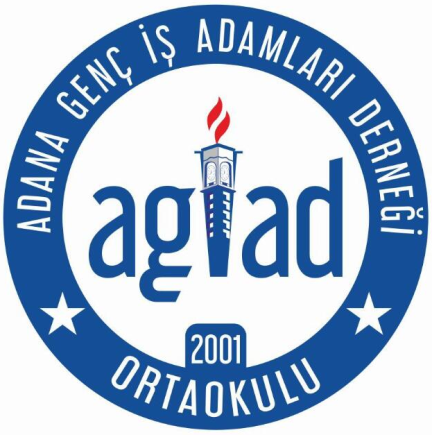 ADANA GENÇ İŞ ADAMLARI DERNEĞİ
agiad
2001
ORTAOKULU